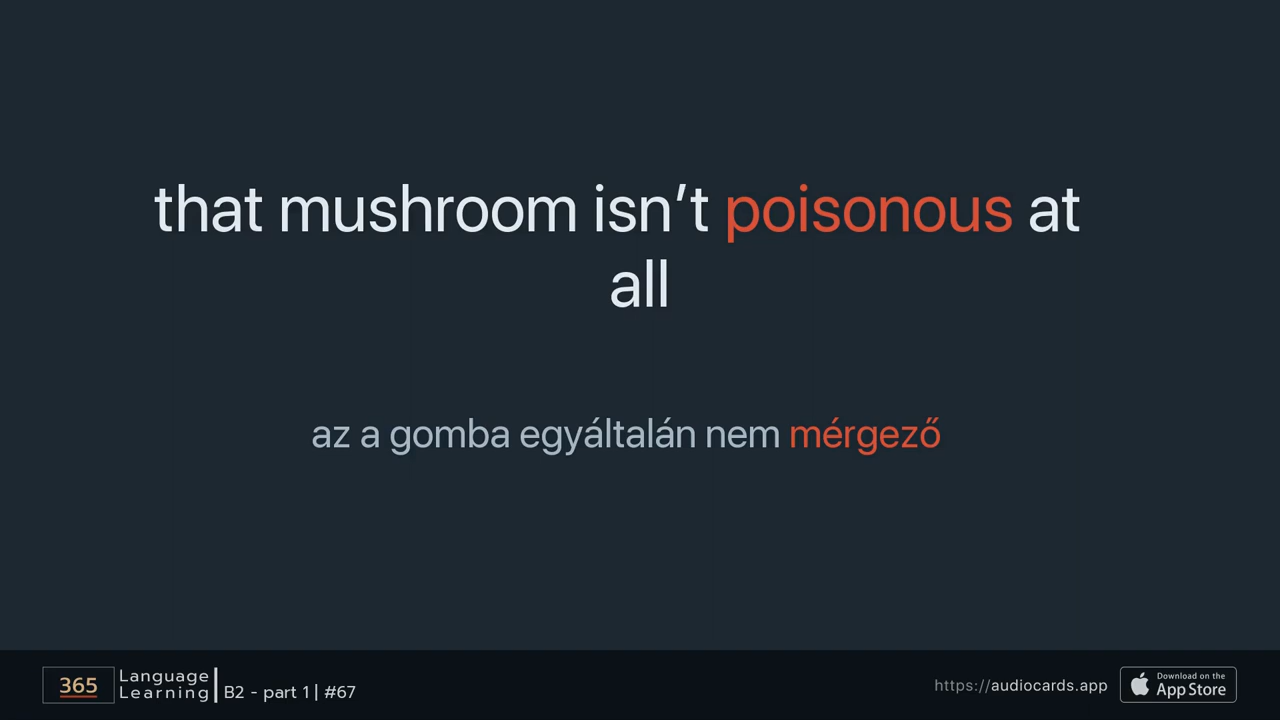 that mushroom isn’t poisonous at
all
az a gomba egyáltalán nem mérgező
365
Language
Learning
B2 - part 1 | #67
https://audiocards.app
Download on the
App Store